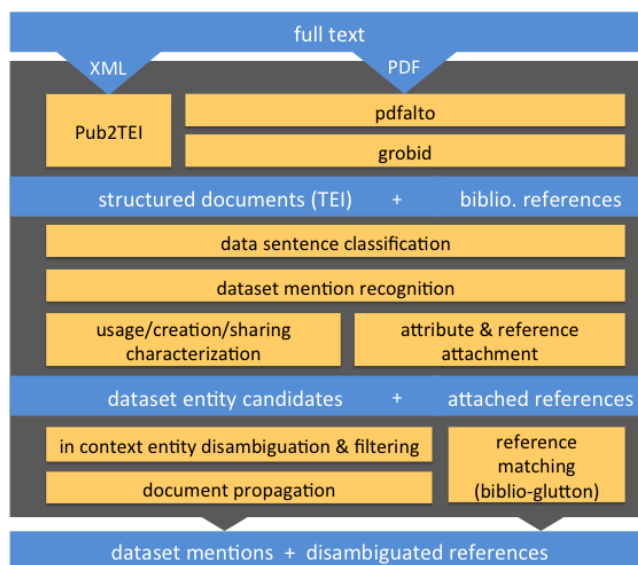 full text
XML
PDF
Pub2TEI
pdfalto
grobid
structured documents (TEI) + biblio. references
data sentence classification
dataset mention recognition
usage/creation/sharing
characterization
attribute & reference
attachment
dataset entity candidates + attached references
in context entity disambiguation & filtering
document propagation
reference
matching
(biblio-glutton)
dataset mentions + disambiguated references